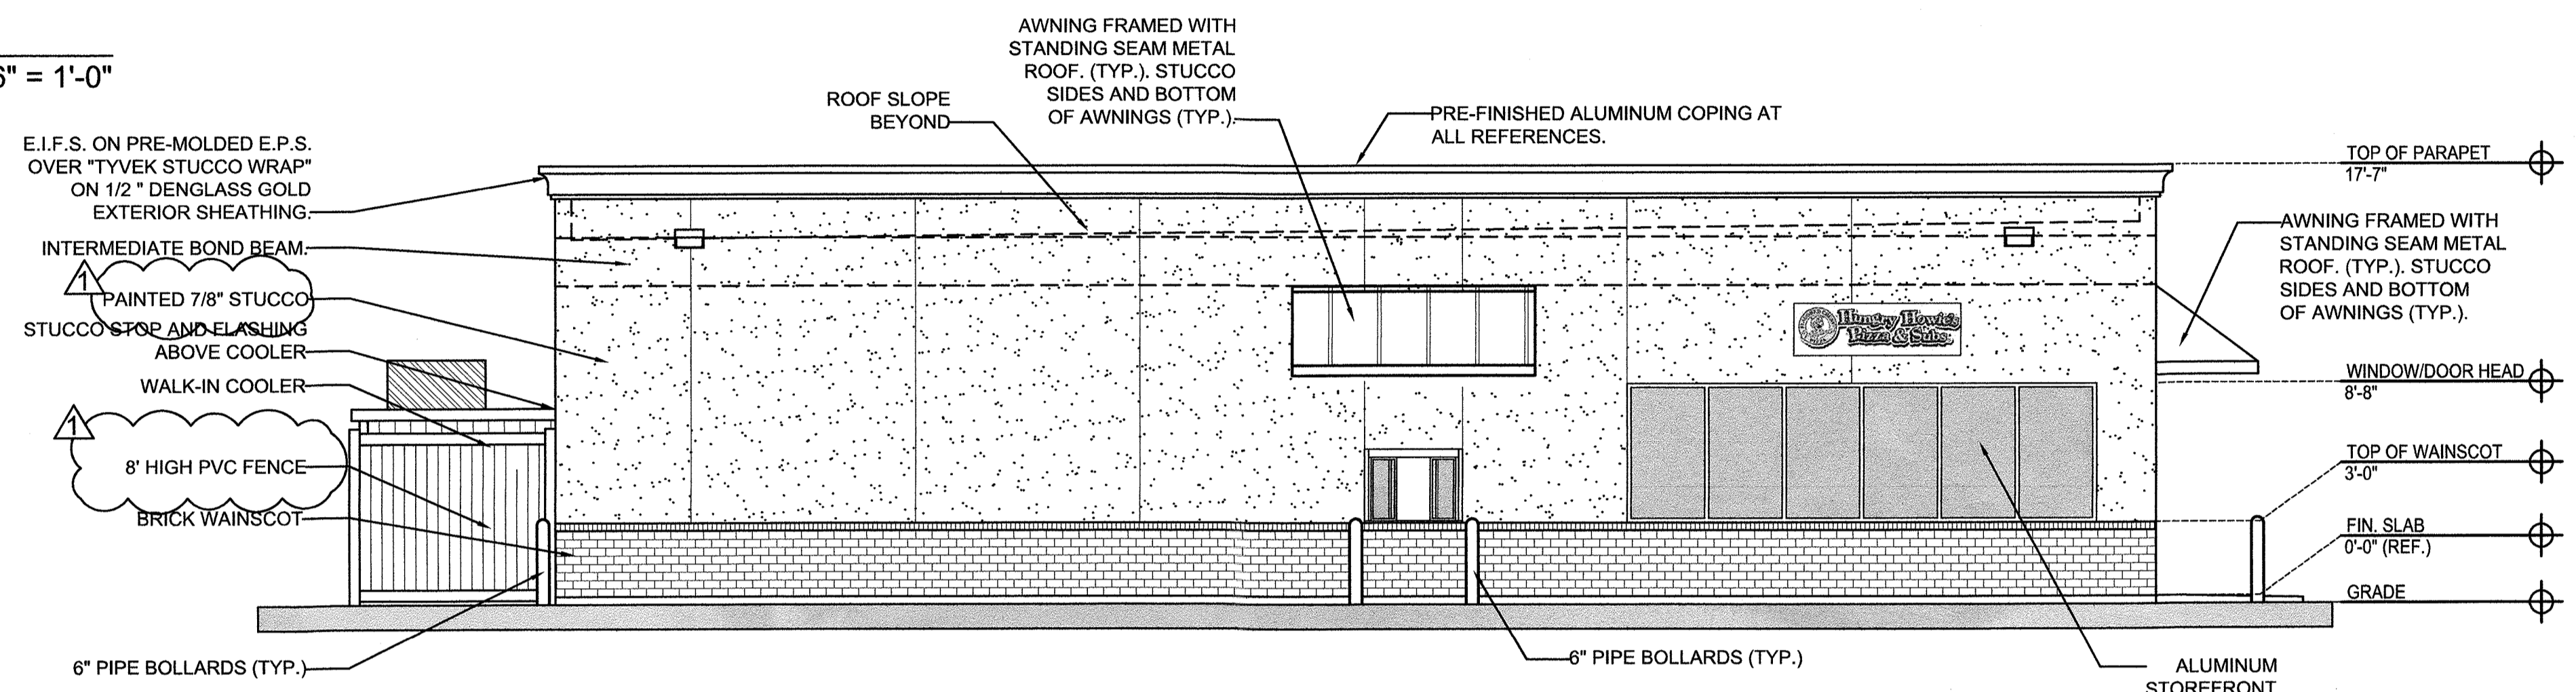 6" = 1'-0"
AWNING FRAMED WITH
STANDING SEAM METAL
ROOF. (TYP.). STUCCO
SIDES AND BOTTOM
OF AWNINGS (TYP.).
ROOF SLOPE
BEYOND
PRE-FINISHED ALUMINUM COPING AT
ALL REFERENCES.
E.I.F.S. ON PRE-MOLDED E.P.S.
OVER "TYVEK STUCCO WRAP"
ON 1/2 " DENGLASS GOLD
EXTERIOR SHEATHING.
INTERMEDIATE BOND BEAM.
1
PAINTED 7/8" STUCCO
STUCCO STOP AND FLASHING
ABOVE COOLER
WALK-IN COOLER
1
8' HIGH PVC FENCE
BRICK WAINSCOT
6" PIPE BOLLARDS (TYP.)
Hungry Howie's
Pizza & Subs
TOP OF PARAPET
17'-7"
AWNING FRAMED WITH
STANDING SEAM METAL
ROOF. (TYP.). STUCCO
SIDES AND BOTTOM
OF AWNINGS (TYP.).
WINDOW/DOOR HEAD
8'-8"
TOP OF WAINSCOT
3'-0"
FIN. SLAB
0'-0" (REF.)
GRADE
6" PIPE BOLLARDS (TYP.)
ALUMINUM
STOREFRONT